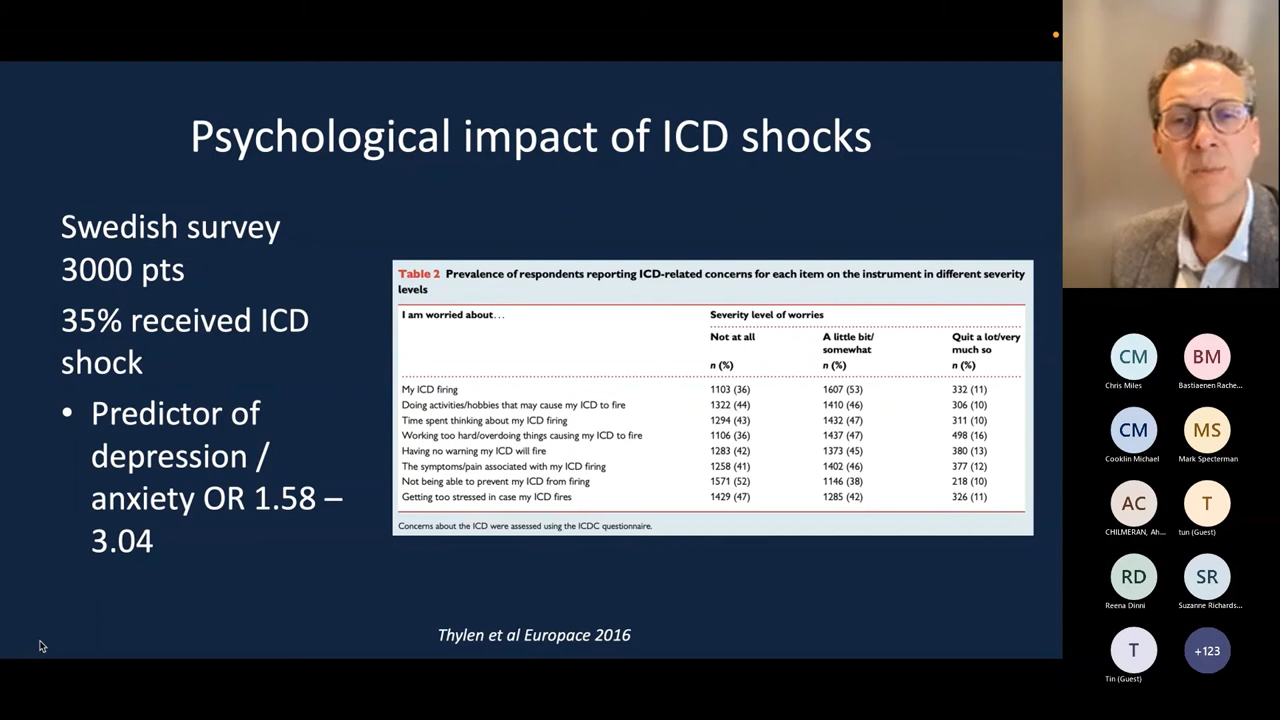 Psychological impact of ICD shocks
Swedish survey
3000 pts
35% received ICD
shock
• Predictor of
depression /
anxiety OR 1.58 –
3.04
Table 2 Prevalence of respondents reporting ICD-related concerns for each item on the instrument in different severity
levels
I am worried about... Severity level of worries
Not at all A little bit/ Quit a lot/very
somewhat much so
n (%) n (%) n (%)
My ICD firing 1103 (36) 1607 (53) 332 (11)
Doing activities/hobbies that may cause my ICD to fire 1322 (44) 1410 (46) 306 (10)
Time spent thinking about my ICD firing 1294 (43) 1432 (47) 311 (10)
Working too hard/overdoing things causing my ICD to fire 1106 (36) 1437 (47) 498 (16)
Having no warning my ICD will fire 1283 (42) 1373 (45) 380 (13)
The symptoms/pain associated with my ICD firing 1258 (41) 1402 (46) 377 (12)
Not being able to prevent my ICD from firing 1571 (52) 1146 (38) 218 (10)
Getting too stressed in case my ICD fires 1429 (47) 1285 (42) 326 (11)
Concerns about the ICD were assessed using the ICDC questionnaire.
Thylen et al Europace 2016
CM BM
Chris Miles Bastiaenen Rache...
CM MS
Cooklin Michael Mark Specterman
AC T
CHILMERAN, Ah... tun (Guest)
RD SR
Reena Dinni Suzanne Richards...
T +123
Tin (Guest)